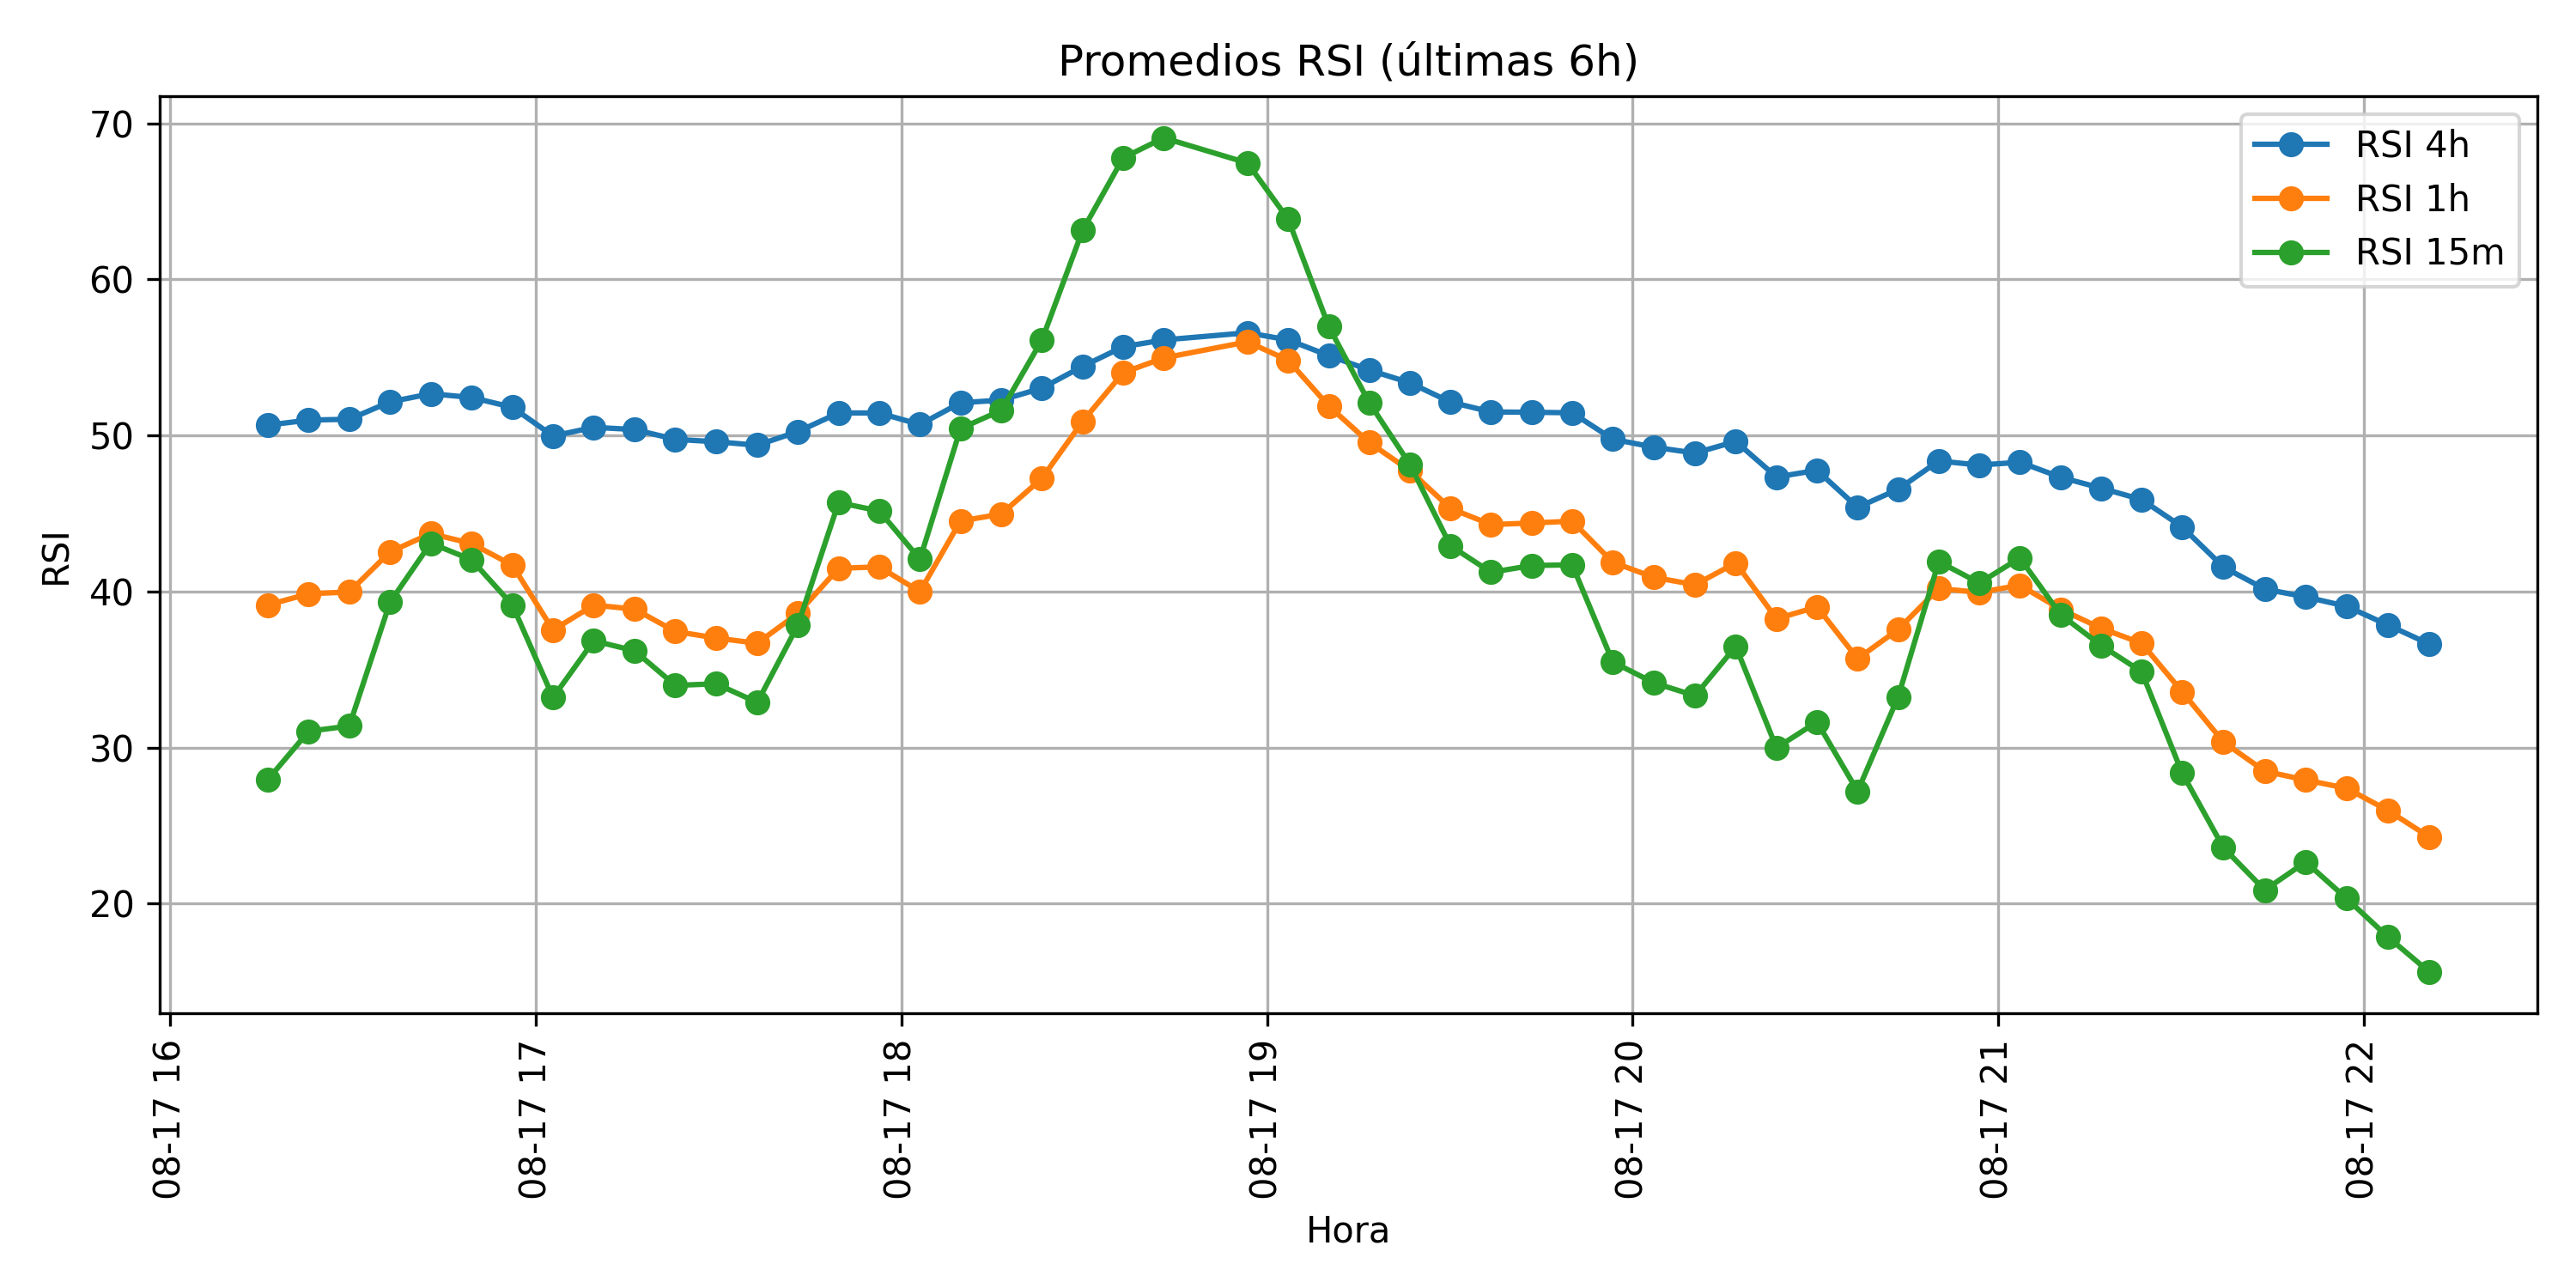 Promedios RSI (últimas 6h)
RSI 4h
RSI 1h
RSI 15m
RSI
70
60
50
40
30
20
08-17 16
08-17 17
08-17 18
08-17 19
08-17 20
08-17 21
08-17 22
Hora